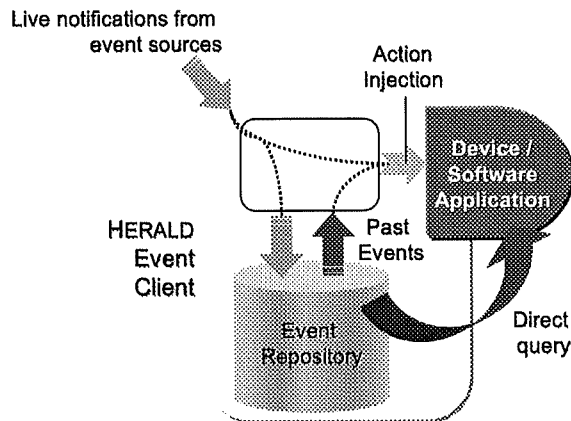 Live notifications from
event sources
Action
Injection
Device /
Software
Application
HERALD
Event
Client
Past
Events
Event
Repository
Direct
query